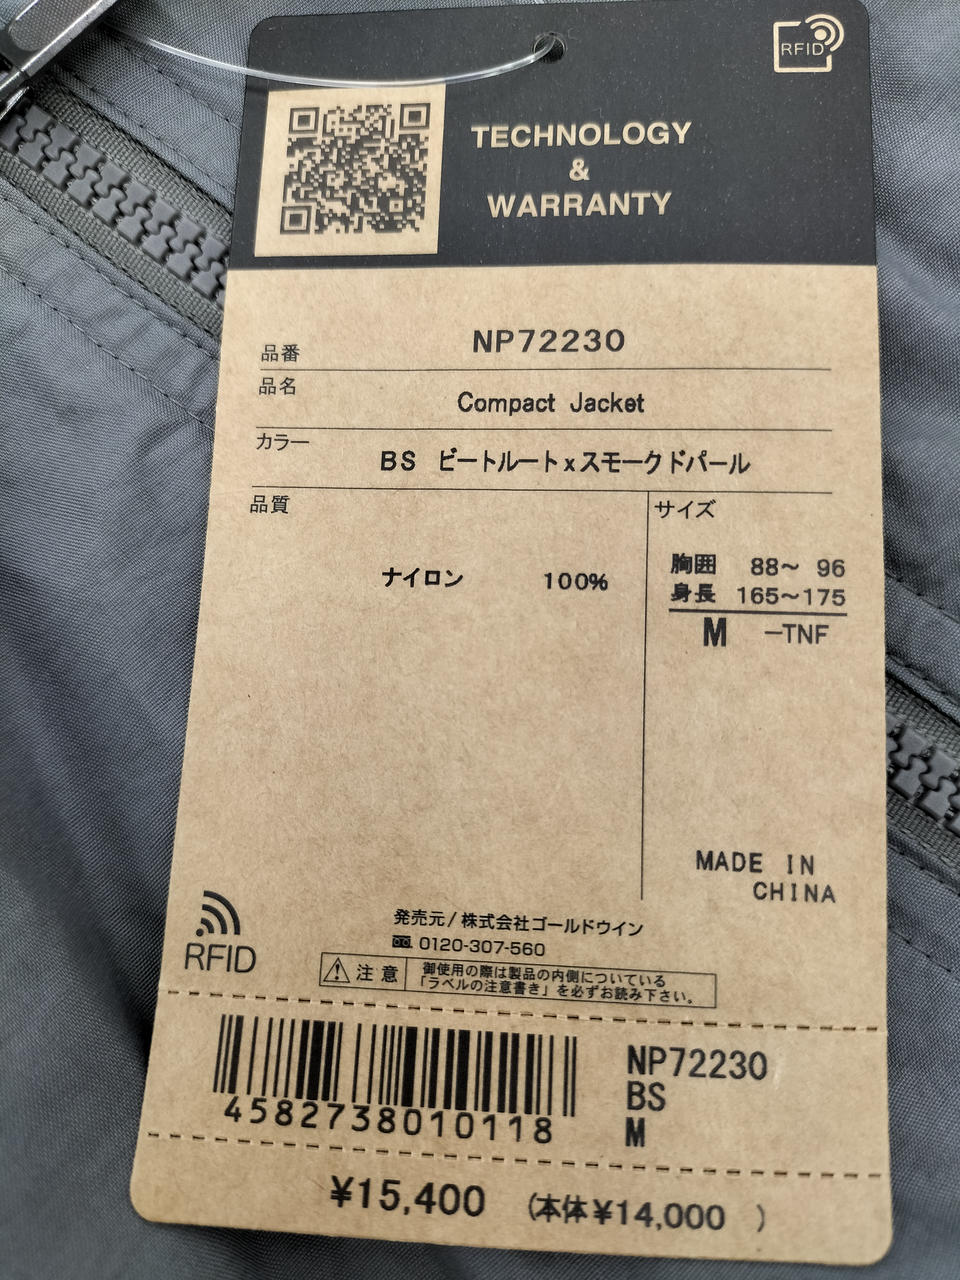 RFID
TECHNOLOGY
&
WARRANTY
品番 NP72230
品名 Compact Jacket
カラー BS ビートルートxスモークドパール
品質 サイズ
ナイロン 100%
胸囲 88〜 96
身長 165〜175
M -TNF
MADE IN
CHINA
RFID
発売元/株式会社ゴールドウイン
0120-307-560
注意 御使用の際は製品の内側についている
「ラベルの注意書き」を必ずお読み下さい。
4582738010118
NP72230
BS
M
¥15,400 (本体¥14,000 )